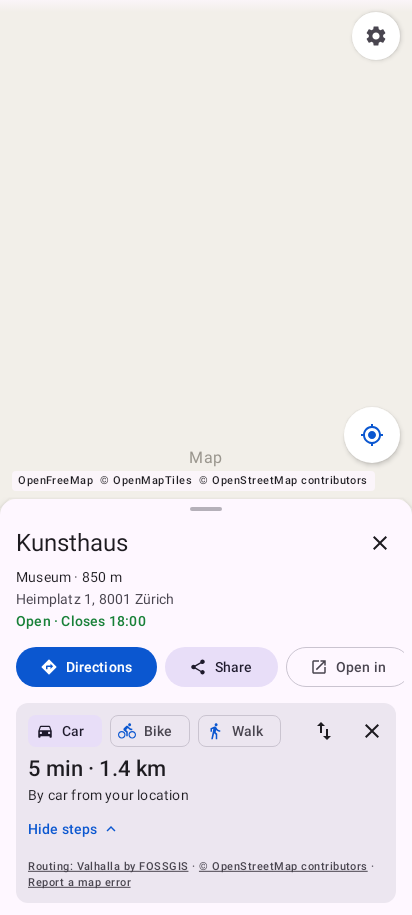 Map
OpenFreeMap © OpenMapTiles © OpenStreetMap contributors
Kunsthaus
Museum · 850 m
Heimplatz 1, 8001 Zürich
Open · Closes 18:00
Directions Share Open in
Car Bike Walk
5 min · 1.4 km
By car from your location
Hide steps
Routing: Valhalla by FOSSGIS · © OpenStreetMap contributors ·
Report a map error